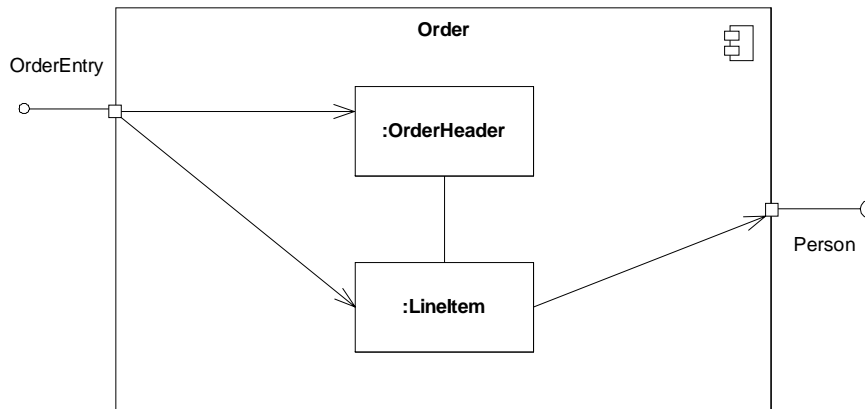 Order
OrderEntry
:OrderHeader
Person
:LineItem